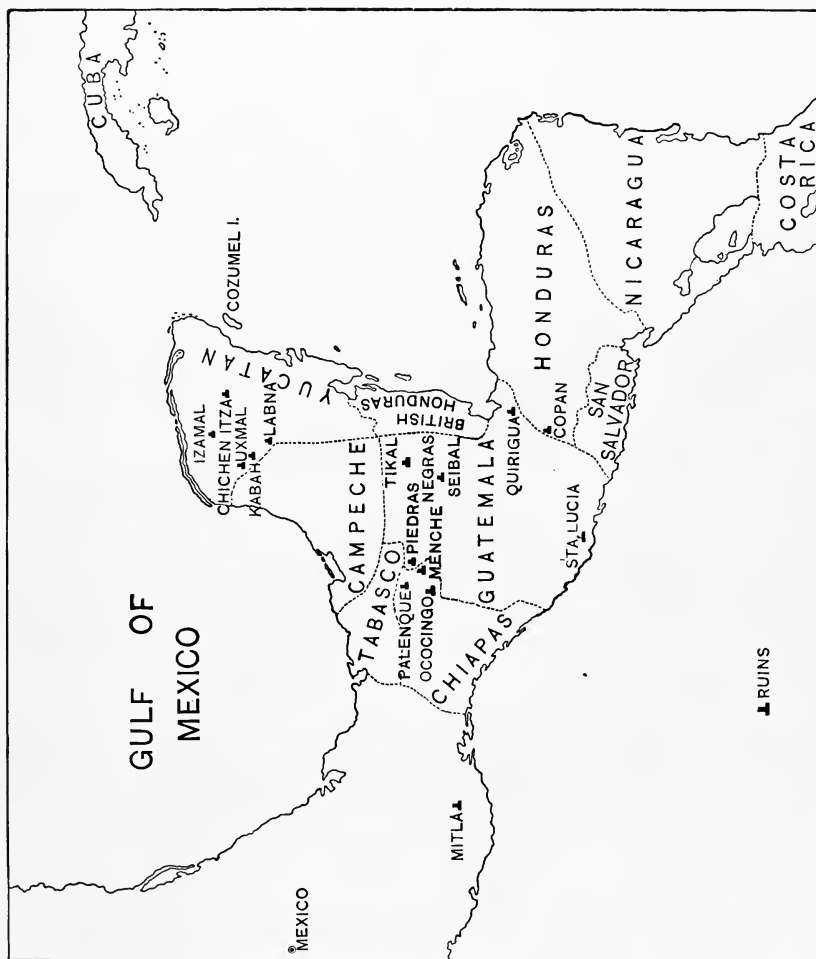 CUBA
COZUMEL I.
GULF OF
MEXICO
YUCATAN
IZAMAL
CHICHEN ITZA
UXMAL
KABAH
LABNA
CAMPECHE
BRITISH
HONDURAS
TIKAL
TABASCO
PIEDRAS
NEGRAS
PALENQUE
MENCHE
OCOCINGO
SEIBAL
GUATEMALA
CHIAPAS
QUIRIGUA
HONDURAS
COPAN
SAN
SALVADOR
STA. LUCIA
NICARAGUA
COSTA
RICA
MITLA
MEXICO
RUINS